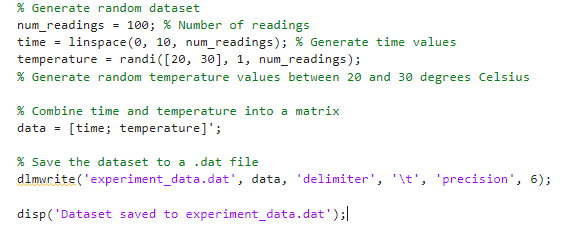 % Generate random dataset
num_readings = 100; % Number of readings
time = linspace(0, 10, num_readings); % Generate time values
temperature = randi([20, 30], 1, num_readings);
% Generate random temperature values between 20 and 30 degrees Celsius
% Combine time and temperature into a matrix
data = [time; temperature]';
% Save the dataset to a .dat file
dlmwrite('experiment_data.dat', data, 'delimiter', '\t', 'precision', 6);
disp('Dataset saved to experiment_data.dat');